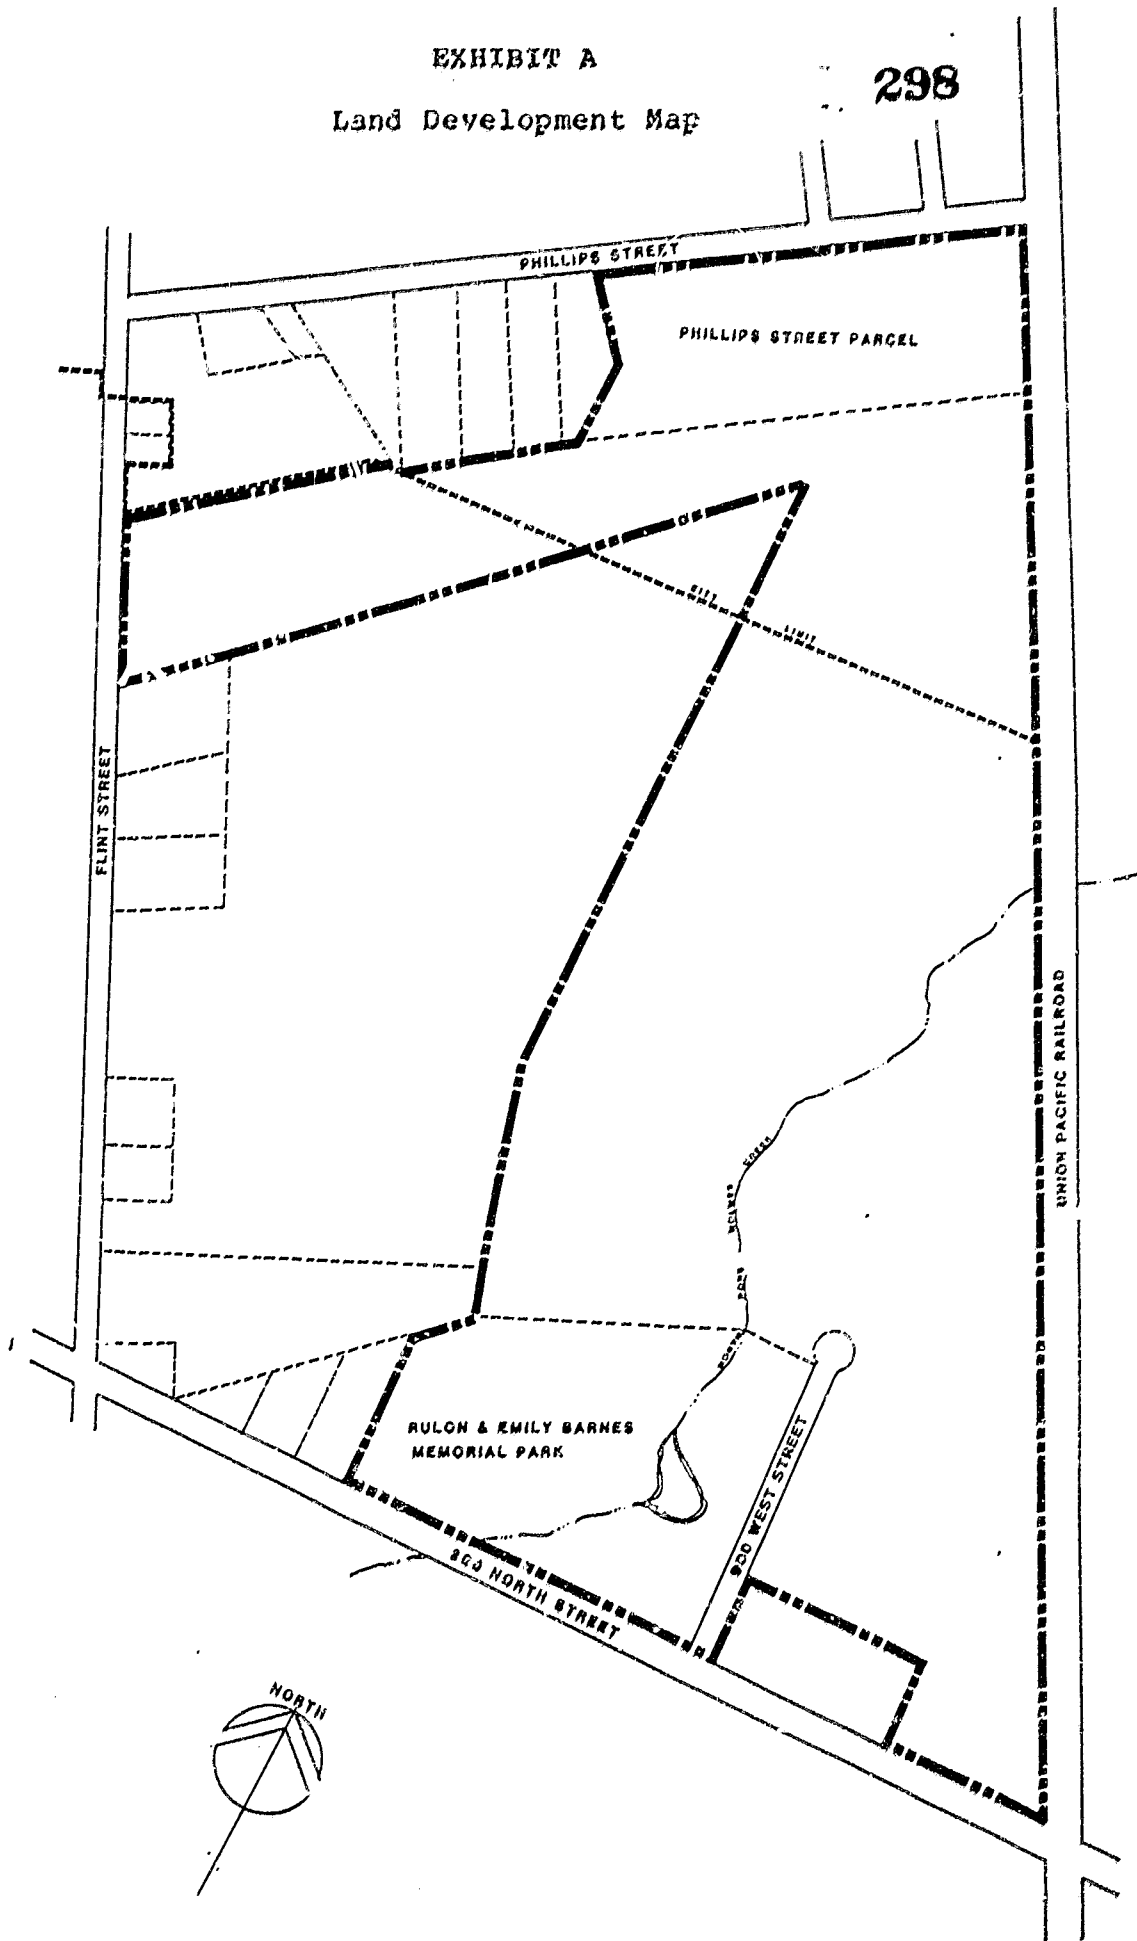 EXHIBIT A
298
Land Development Map
PHILLIPS STREET
PHILLIPS STREET PARCEL
CITY
LIMIT
FLINT STREET
UNION PACIFIC RAILROAD
CREEK
RULON & EMILY BARNES
MEMORIAL PARK
900 WEST STREET
200 NORTH STREET
NORTH